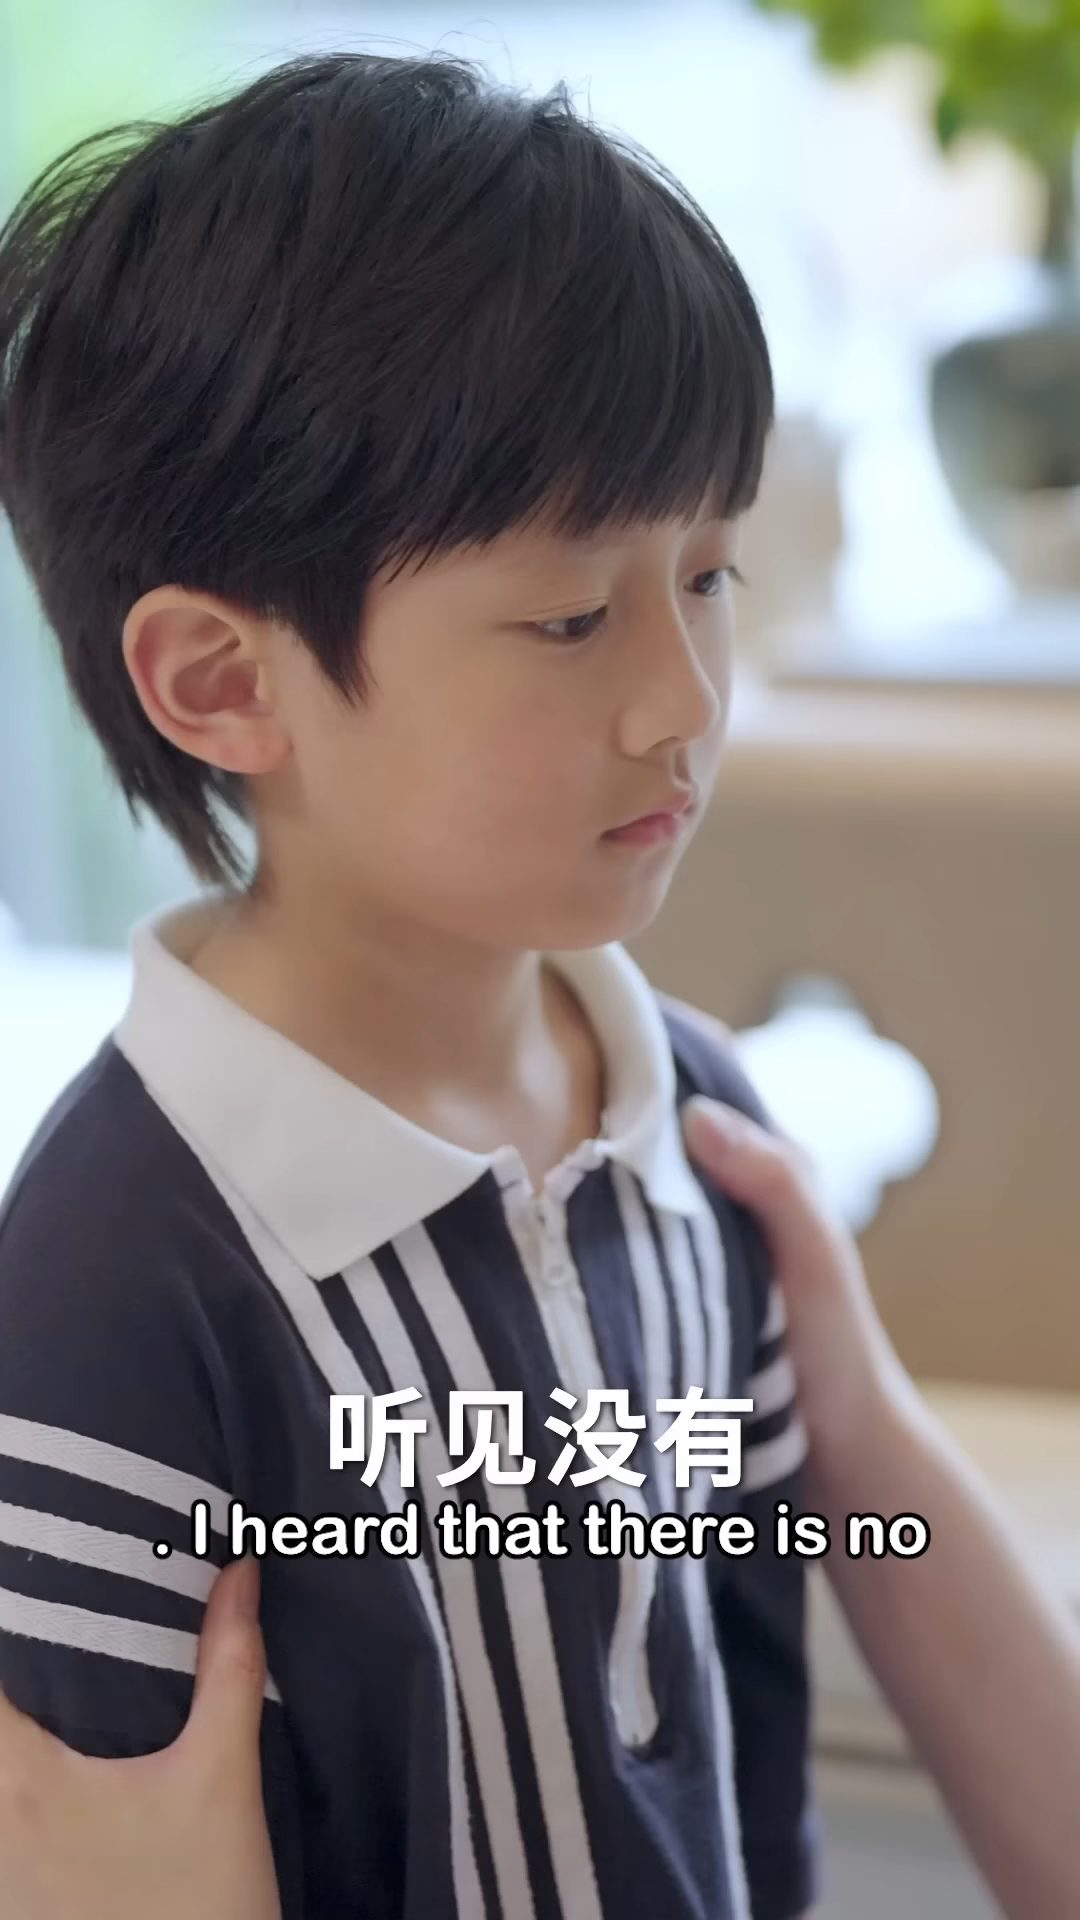 听见没有
. I heard that there is no